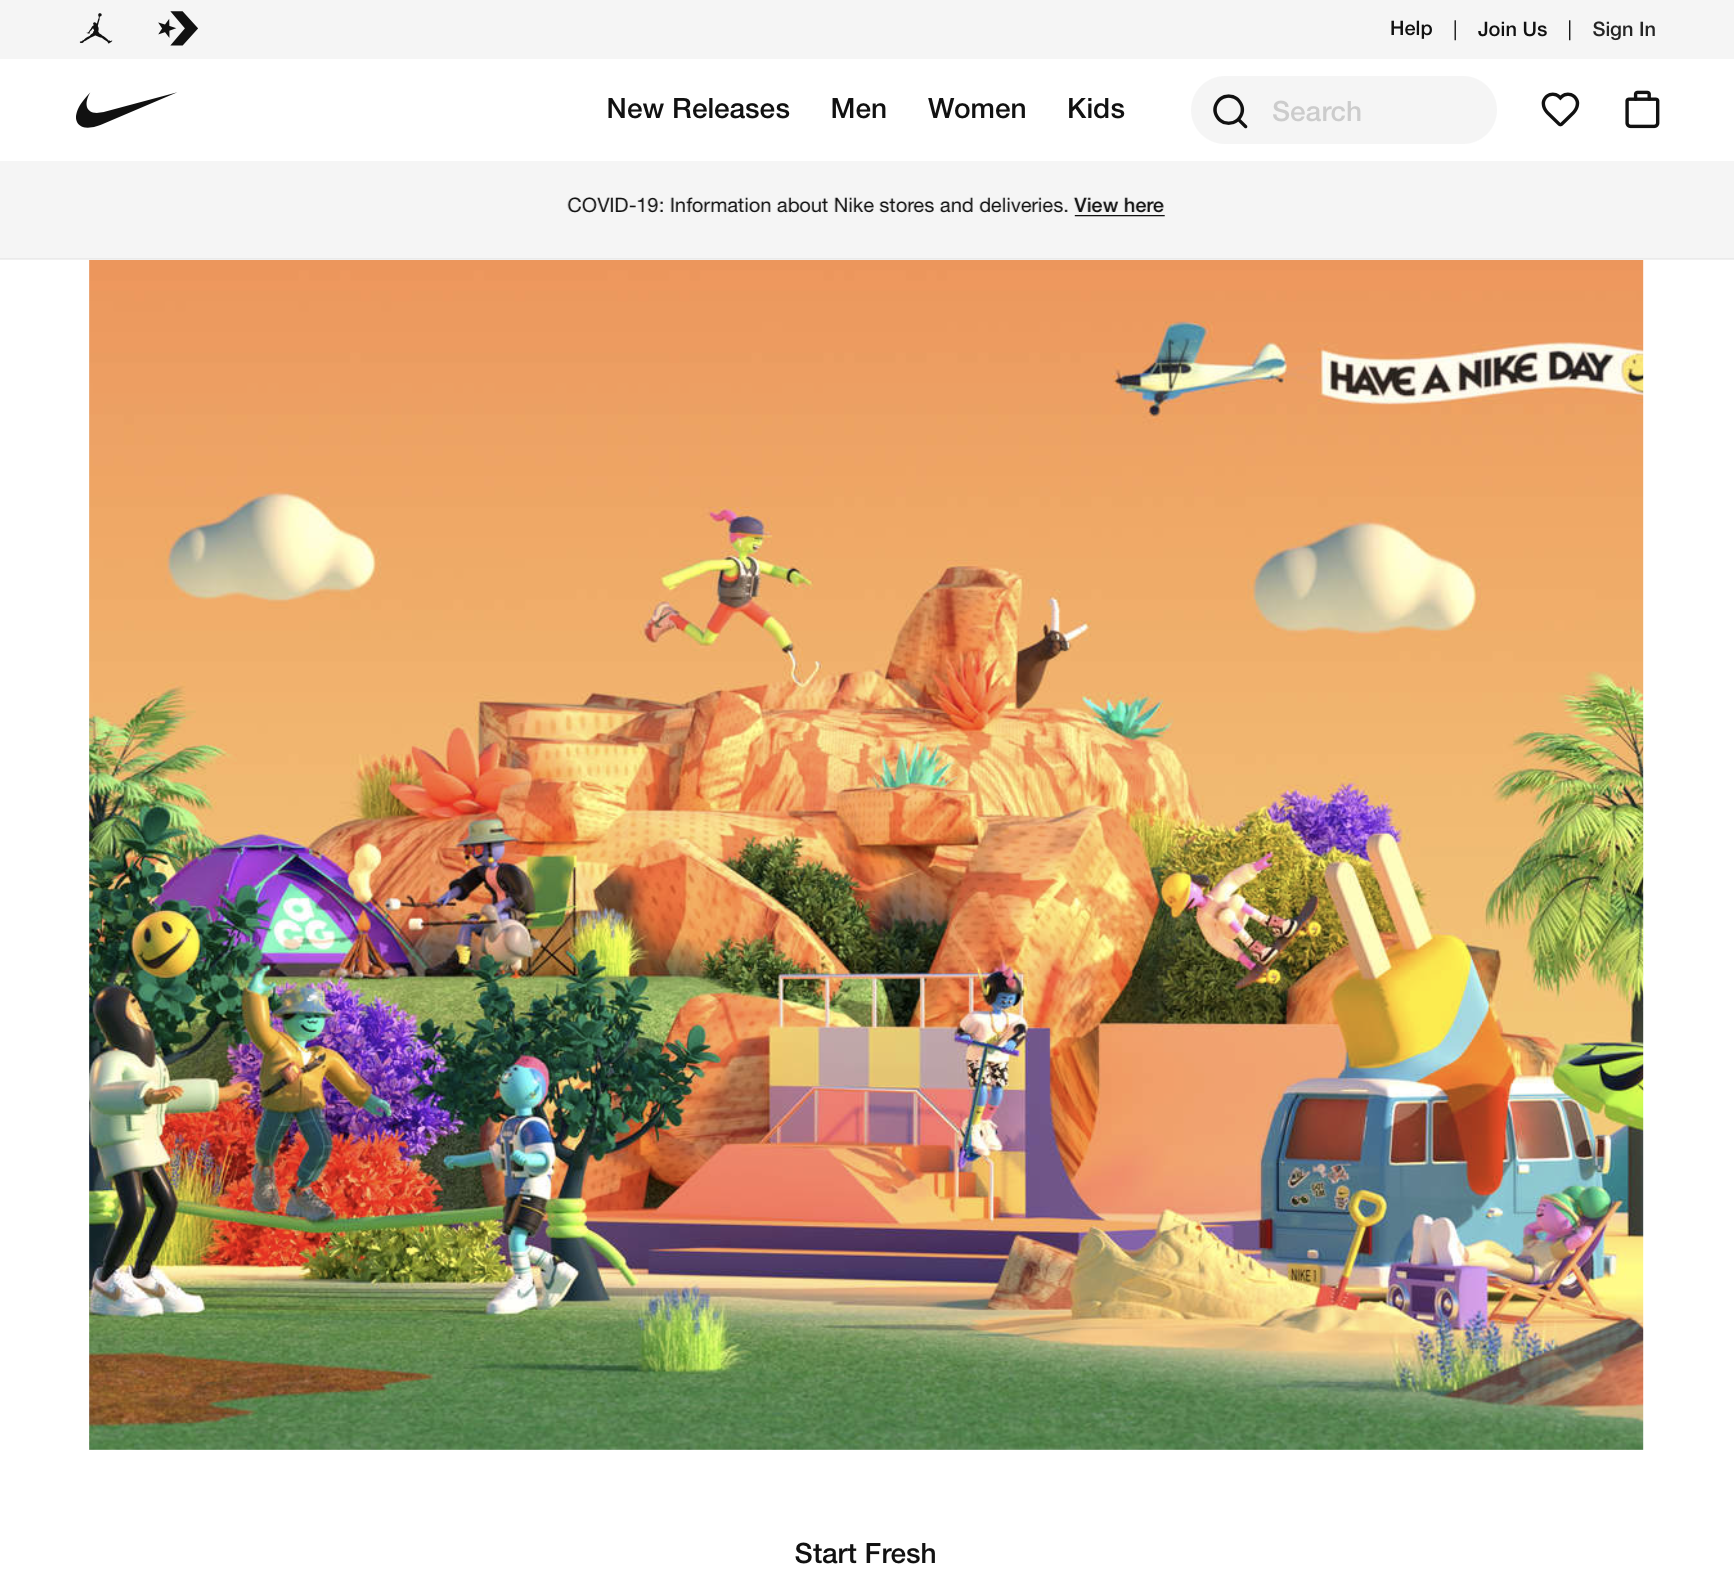 Help | Join Us | Sign In
New Releases Men Women Kids Search
COVID-19: Information about Nike stores and deliveries. View here
HAVE A NIKE DAY
NIKE 1
Start Fresh